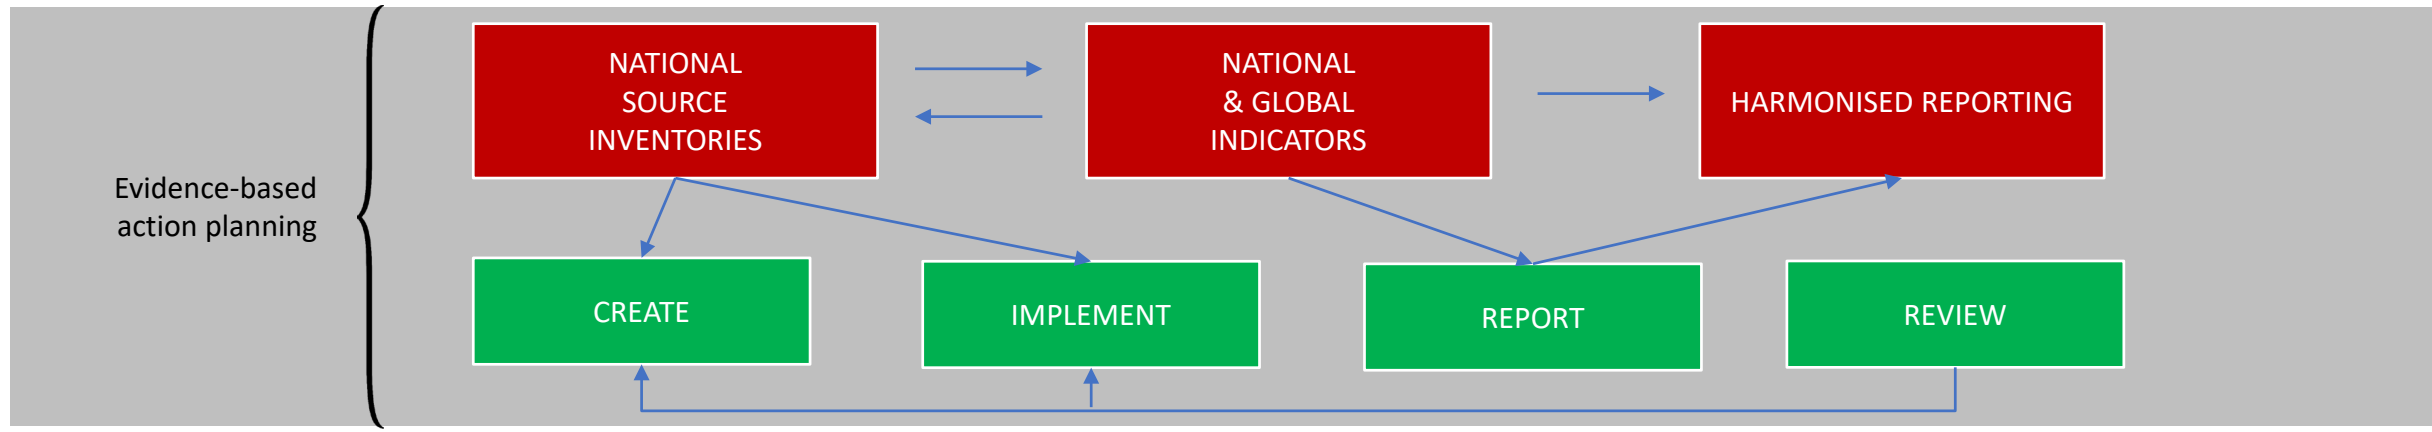 Evidence-based
action planning
NATIONAL
SOURCE
INVENTORIES
NATIONAL
& GLOBAL
INDICATORS
HARMONISED REPORTING
CREATE
IMPLEMENT
REPORT
REVIEW